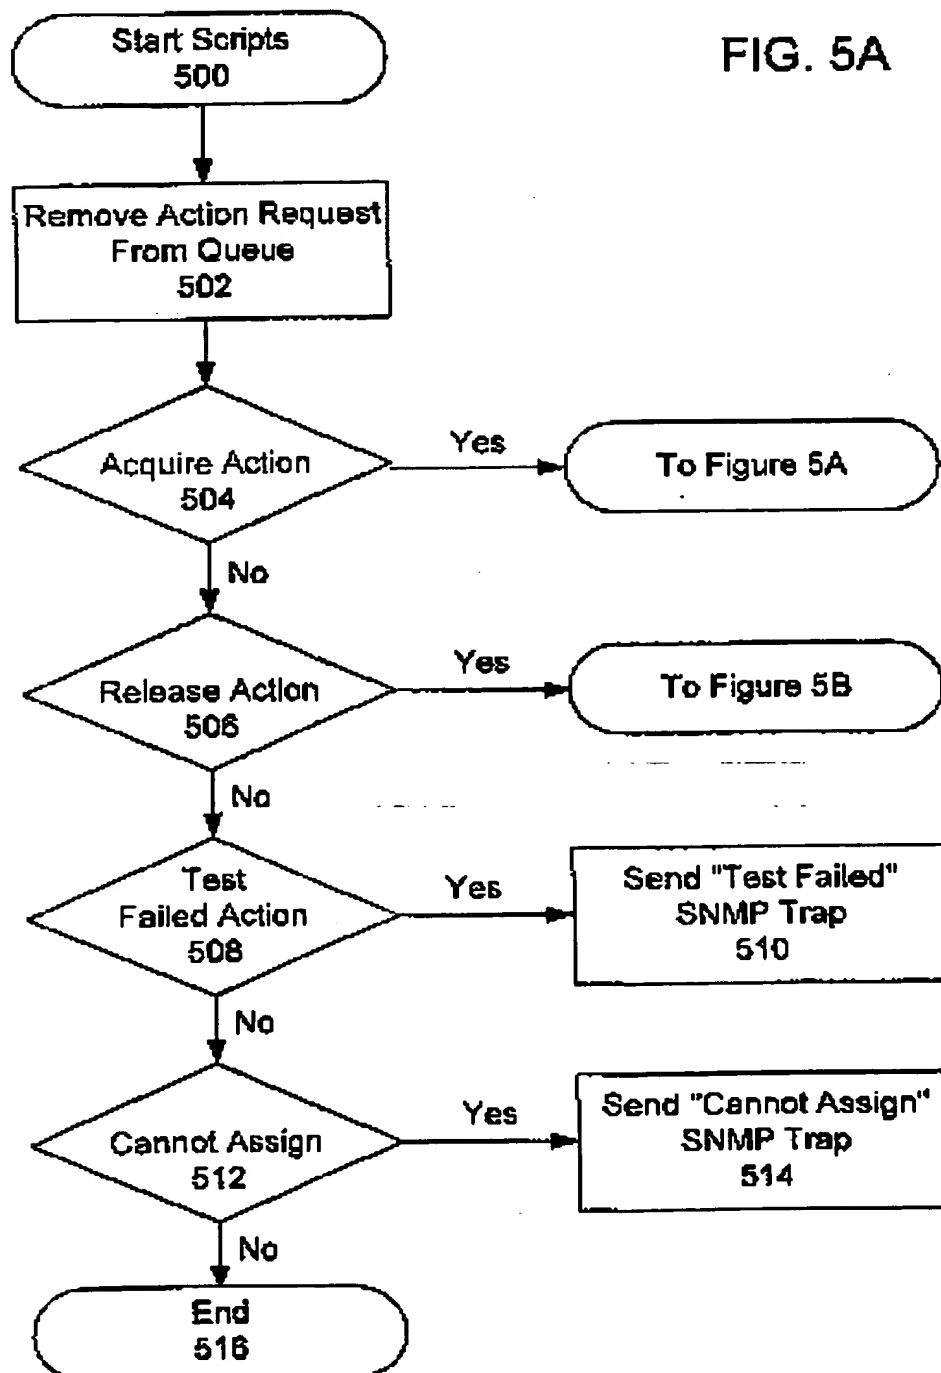 FIG. 5A
Start Scripts
500
Remove Action Request
From Queue
502
Acquire Action
504
Yes
To Figure 5A
No
Release Action
506
Yes
To Figure 5B
No
Test
Failed Action
508
Yes
Send "Test Failed"
SNMP Trap
510
No
Cannot Assign
512
Yes
Send "Cannot Assign"
SNMP Trap
514
No
End
516